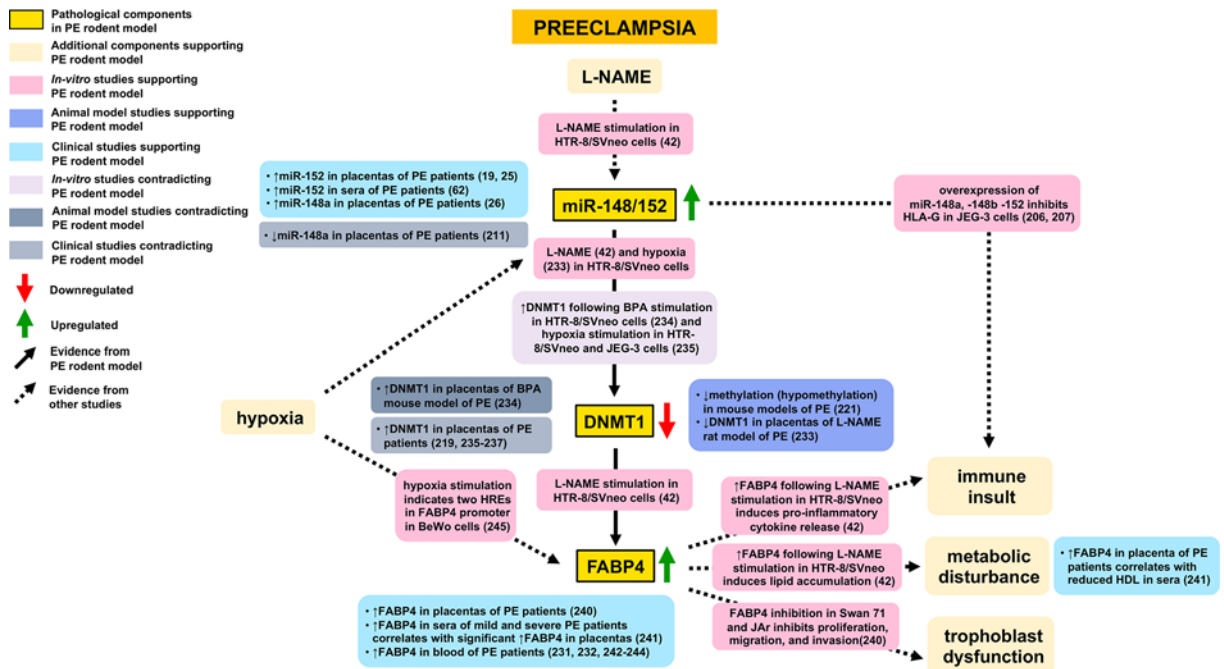 Pathological components
in PE rodent model
Additional components supporting
PE rodent model
In-vitro studies supporting
PE rodent model
Animal model studies supporting
PE rodent model
Clinical studies supporting
PE rodent model
In-vitro studies contradicting
PE rodent model
Animal model studies contradicting
PE rodent model
Clinical studies contradicting
PE rodent model
Downregulated
Upregulated
Evidence from
PE rodent model
Evidence from
other studies
PREECLAMPSIA
L-NAME
L-NAME stimulation in
HTR-8/SVneo cells (42)
• ↑miR-152 in placentas of PE patients (19, 25)
• ↑miR-152 in sera of PE patients (62)
• ↑miR-148a in placentas of PE patients (26)
• ↓miR-148a in placentas of PE patients (211)
miR-148/152
overexpression of
miR-148a, -148b -152 inhibits
HLA-G in JEG-3 cells (206, 207)
L-NAME (42) and hypoxia
(233) in HTR-8/SVneo cells
↑DNMT1 following BPA stimulation
in HTR-8/SVneo cells (234) and
hypoxia stimulation in HTR-
8/SVneo and JEG-3 cells (235)
hypoxia
• ↑DNMT1 in placentas of BPA
mouse model of PE (234)
• ↑DNMT1 in placentas of PE
patients (219, 235-237)
DNMT1
• ↓methylation (hypomethylation)
in mouse models of PE (221)
• ↓DNMT1 in placentas of L-NAME
rat model of PE (233)
hypoxia stimulation
indicates two HREs
in FABP4 promoter
in BeWo cells (245)
L-NAME stimulation in
HTR-8/SVneo cells (42)
↑FABP4 following L-NAME
stimulation in HTR-8/SVneo
induces pro-inflammatory
cytokine release (42)
immune
insult
FABP4
↑FABP4 following L-NAME
stimulation in HTR-8/SVneo
induces lipid accumulation (42)
metabolic
disturbance
• ↑FABP4 in placenta of PE
patients correlates with
reduced HDL in sera (241)
• ↑FABP4 in placentas of PE patients (240)
• ↑FABP4 in sera of mild and severe PE patients
correlates with significant ↑FABP4 in placentas (241)
• ↑FABP4 in blood of PE patients (231, 232, 242-244)
FABP4 inhibition in Swan 71
and JAr inhibits proliferation,
migration, and invasion(240)
trophoblast
dysfunction